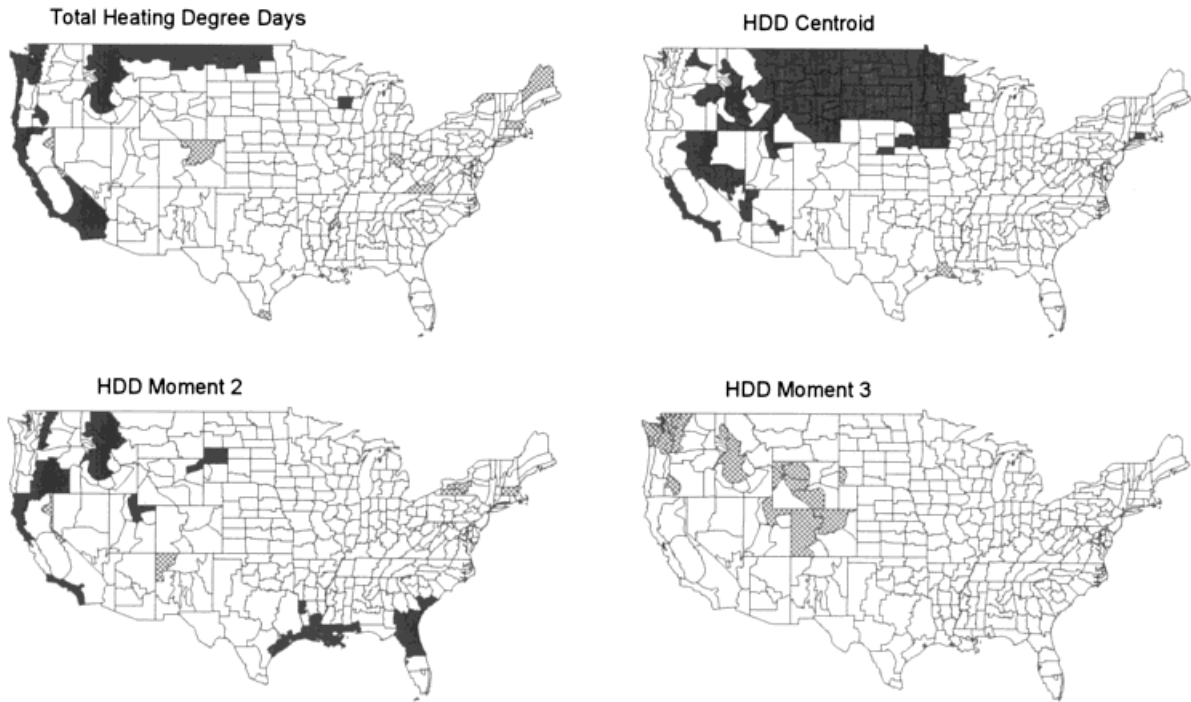 Total Heating Degree Days
HDD Centroid
HDD Moment 2
HDD Moment 3